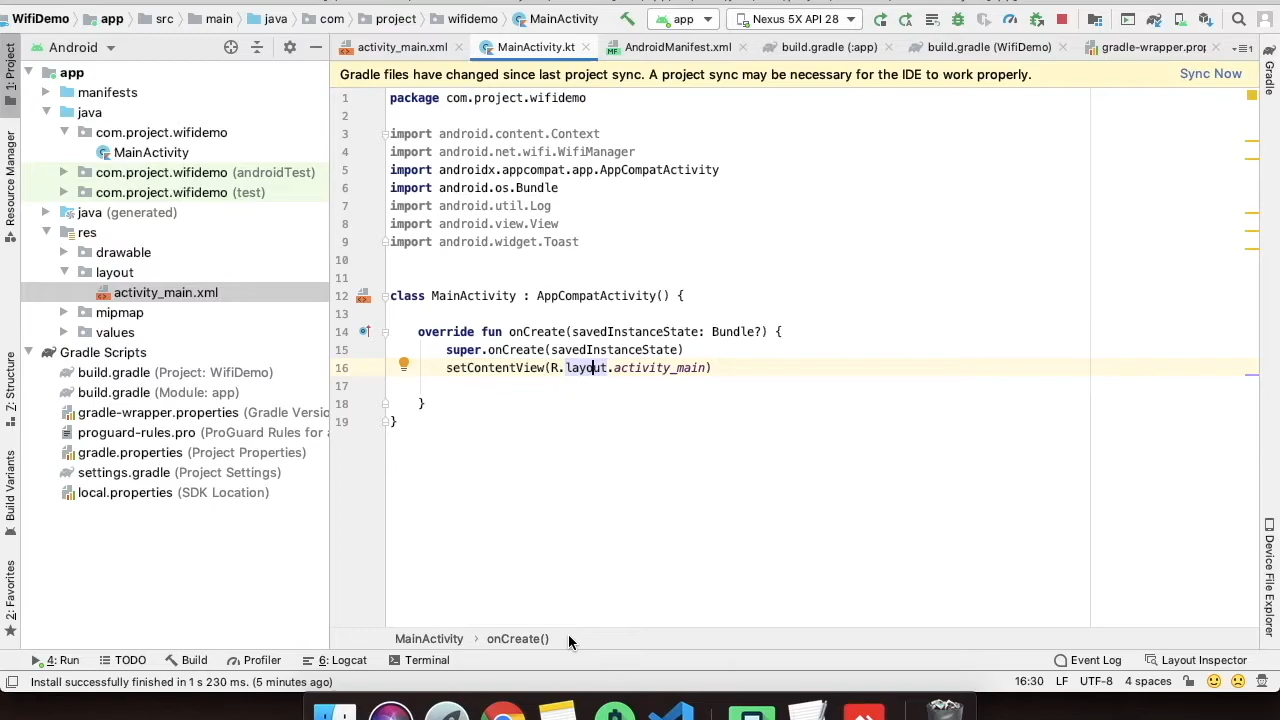 WifiDemo app src main java com project wifidemo MainActivity app Nexus 5X API 28
1: Project
Resource Manager
Z: Structure
Build Variants
2: Favorites
Android
app
manifests
java
com.project.wifidemo
MainActivity
com.project.wifidemo (androidTest)
com.project.wifidemo (test)
java (generated)
res
drawable
layout
activity_main.xml
mipmap
values
Gradle Scripts
build.gradle (Project: WifiDemo)
build.gradle (Module: app)
gradle-wrapper.properties (Gradle Versio
proguard-rules.pro (ProGuard Rules for a
gradle.properties (Project Properties)
settings.gradle (Project Settings)
local.properties (SDK Location)
activity_main.xml MainActivity.kt AndroidManifest.xml build.gradle (:app) build.gradle (WifiDemo) gradle-wrapper.prop
Gradle files have changed since last project sync. A project sync may be necessary for the IDE to work properly. Sync Now
1 package com.project.wifidemo
2
3 import android.content.Context
4 import android.net.wifi.WifiManager
5 import androidx.appcompat.app.AppCompatActivity
6 import android.os.Bundle
7 import android.util.Log
8 import android.view.View
9 import android.widget.Toast
10
11
12 class MainActivity : AppCompatActivity() {
13
14 override fun onCreate(savedInstanceState: Bundle?) {
15 super.onCreate(savedInstanceState)
16 setContentView(R.layout.activity_main)
17
18 }
19 }
MainActivity › onCreate()
Gradle
Device File Explorer
4: Run TODO Build Profiler 6: Logcat Terminal Event Log Layout Inspector
Install successfully finished in 1 s 230 ms. (5 minutes ago) 16:30 LF UTF-8 4 spaces